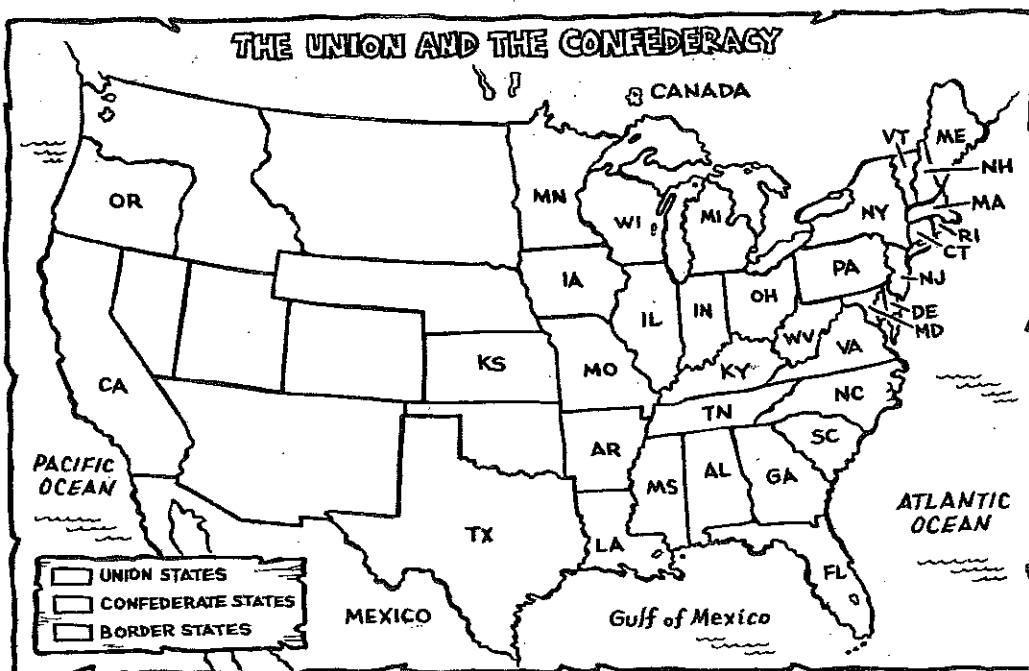 THE UNION AND THE CONFEDERACY
CANADA
VT
ME
NH
OR
MN
WI
MI
NY
MA
RI
CT
IA
PA
NJ
IL
IN
OH
DE
MD
KS
MO
WV
VA
KY
CA
NC
TN
SC
AR
PACIFIC
OCEAN
MS
AL
GA
ATLANTIC
OCEAN
TX
LA
FL
UNION STATES
CONFEDERATE STATES
BORDER STATES
MEXICO
Gulf of Mexico